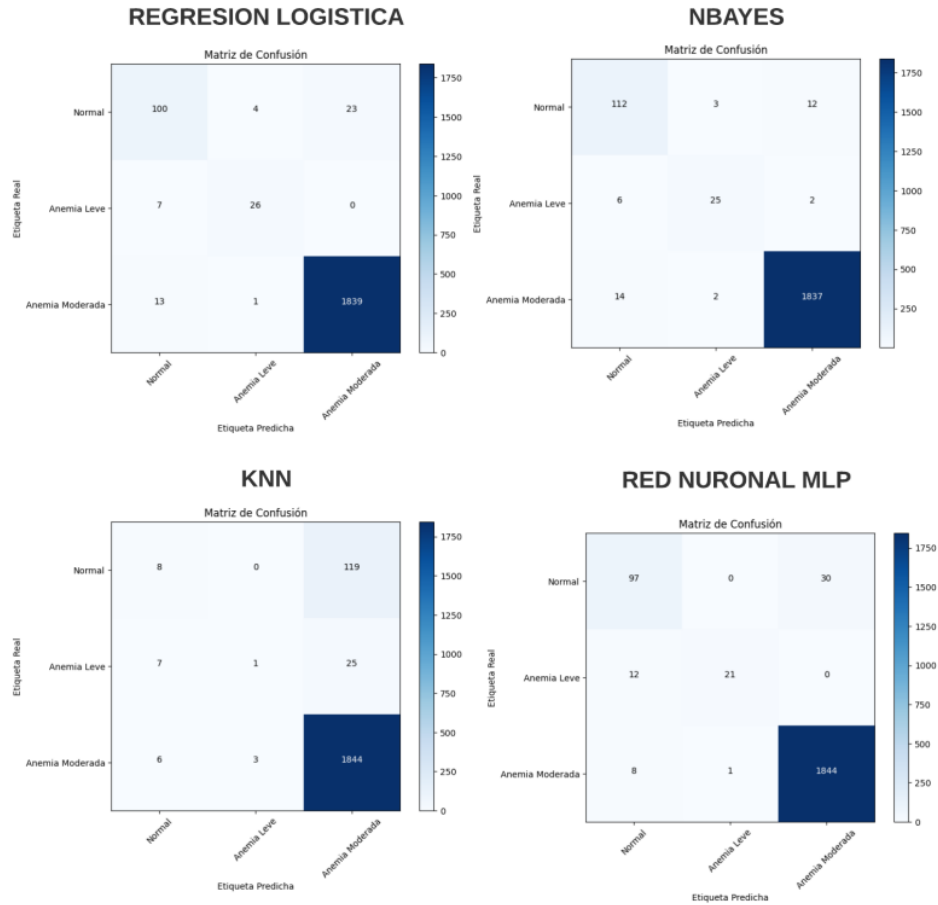 REGRESION LOGISTICA
Matriz de Confusión
Etiqueta Real
Normal
100 4 23
Anemia Leve
7 26 0
Anemia Moderada
13 1 1839
Normal
Anemia Leve
Anemia Moderada
Etiqueta Predicha
1750
1500
1250
1000
750
500
250
0
NBAYES
Matriz de Confusión
Etiqueta Real
Normal
112 3 12
Anemia Leve
6 25 2
Anemia Moderada
14 2 1837
Normal
Anemia Leve
Anemia Moderada
Etiqueta Predicha
1750
1500
1250
1000
750
500
250
KNN
Matriz de Confusión
Etiqueta Real
Normal
8 0 119
Anemia Leve
7 1 25
Anemia Moderada
6 3 1844
Normal
Anemia Leve
Anemia Moderada
Etiqueta Predicha
1750
1500
1250
1000
750
500
250
0
RED NURONAL MLP
Matriz de Confusión
Etiqueta Real
Normal
97 0 30
Anemia Leve
12 21 0
Anemia Moderada
8 1 1844
Normal
Anemia Leve
Anemia Moderada
Etiqueta Predicha
1750
1500
1250
1000
750
500
250
0